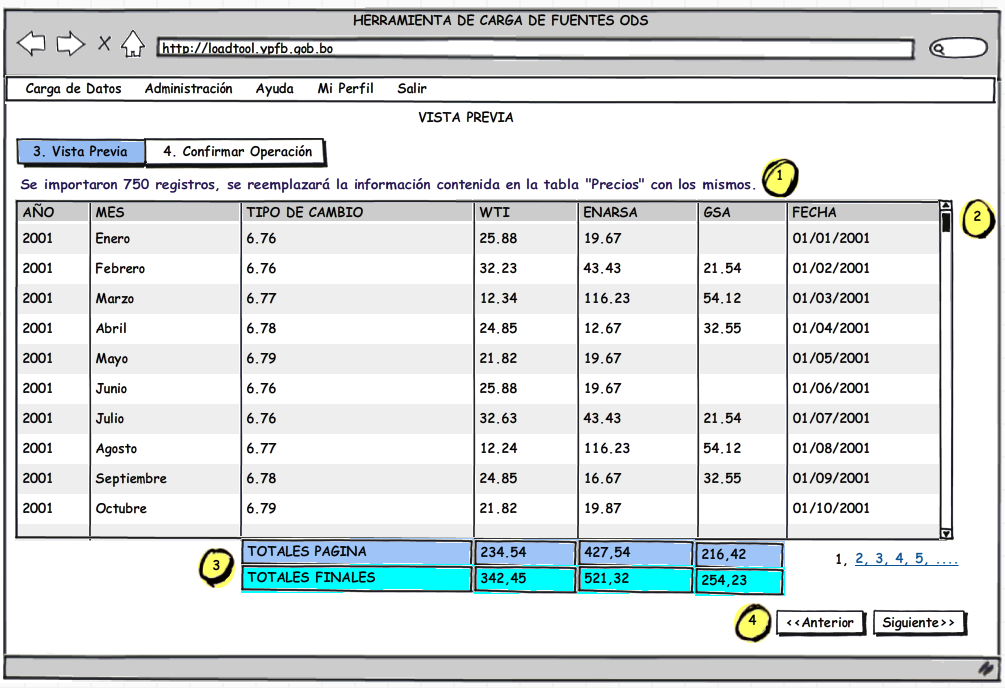 HERRAMIENTA DE CARGA DE FUENTES ODS
http://loadtool.ypfb.gob.bo
Carga de Datos Administración Ayuda Mi Perfil Salir
VISTA PREVIA
3. Vista Previa 4. Confirmar Operación
Se importaron 750 registros, se reemplazará la información contenida en la tabla "Precios" con los mismos. 1
AÑO MES TIPO DE CAMBIO WTI ENARSA GSA FECHA 2
2001 Enero 6.76 25.88 19.67 01/01/2001
2001 Febrero 6.76 32.23 43.43 21.54 01/02/2001
2001 Marzo 6.77 12.34 116.23 54.12 01/03/2001
2001 Abril 6.78 24.85 12.67 32.55 01/04/2001
2001 Mayo 6.79 21.82 19.67 01/05/2001
2001 Junio 6.76 25.88 19.67 01/06/2001
2001 Julio 6.76 32.63 43.43 21.54 01/07/2001
2001 Agosto 6.77 12.24 116.23 54.12 01/08/2001
2001 Septiembre 6.78 24.85 16.67 32.55 01/09/2001
2001 Octubre 6.79 21.82 19.87 01/10/2001
TOTALES PAGINA 234.54 427,54 216,42 1, 2, 3, 4, 5, ....
3
TOTALES FINALES 342,45 521,32 254,23
4 <<Anterior Siguiente>>